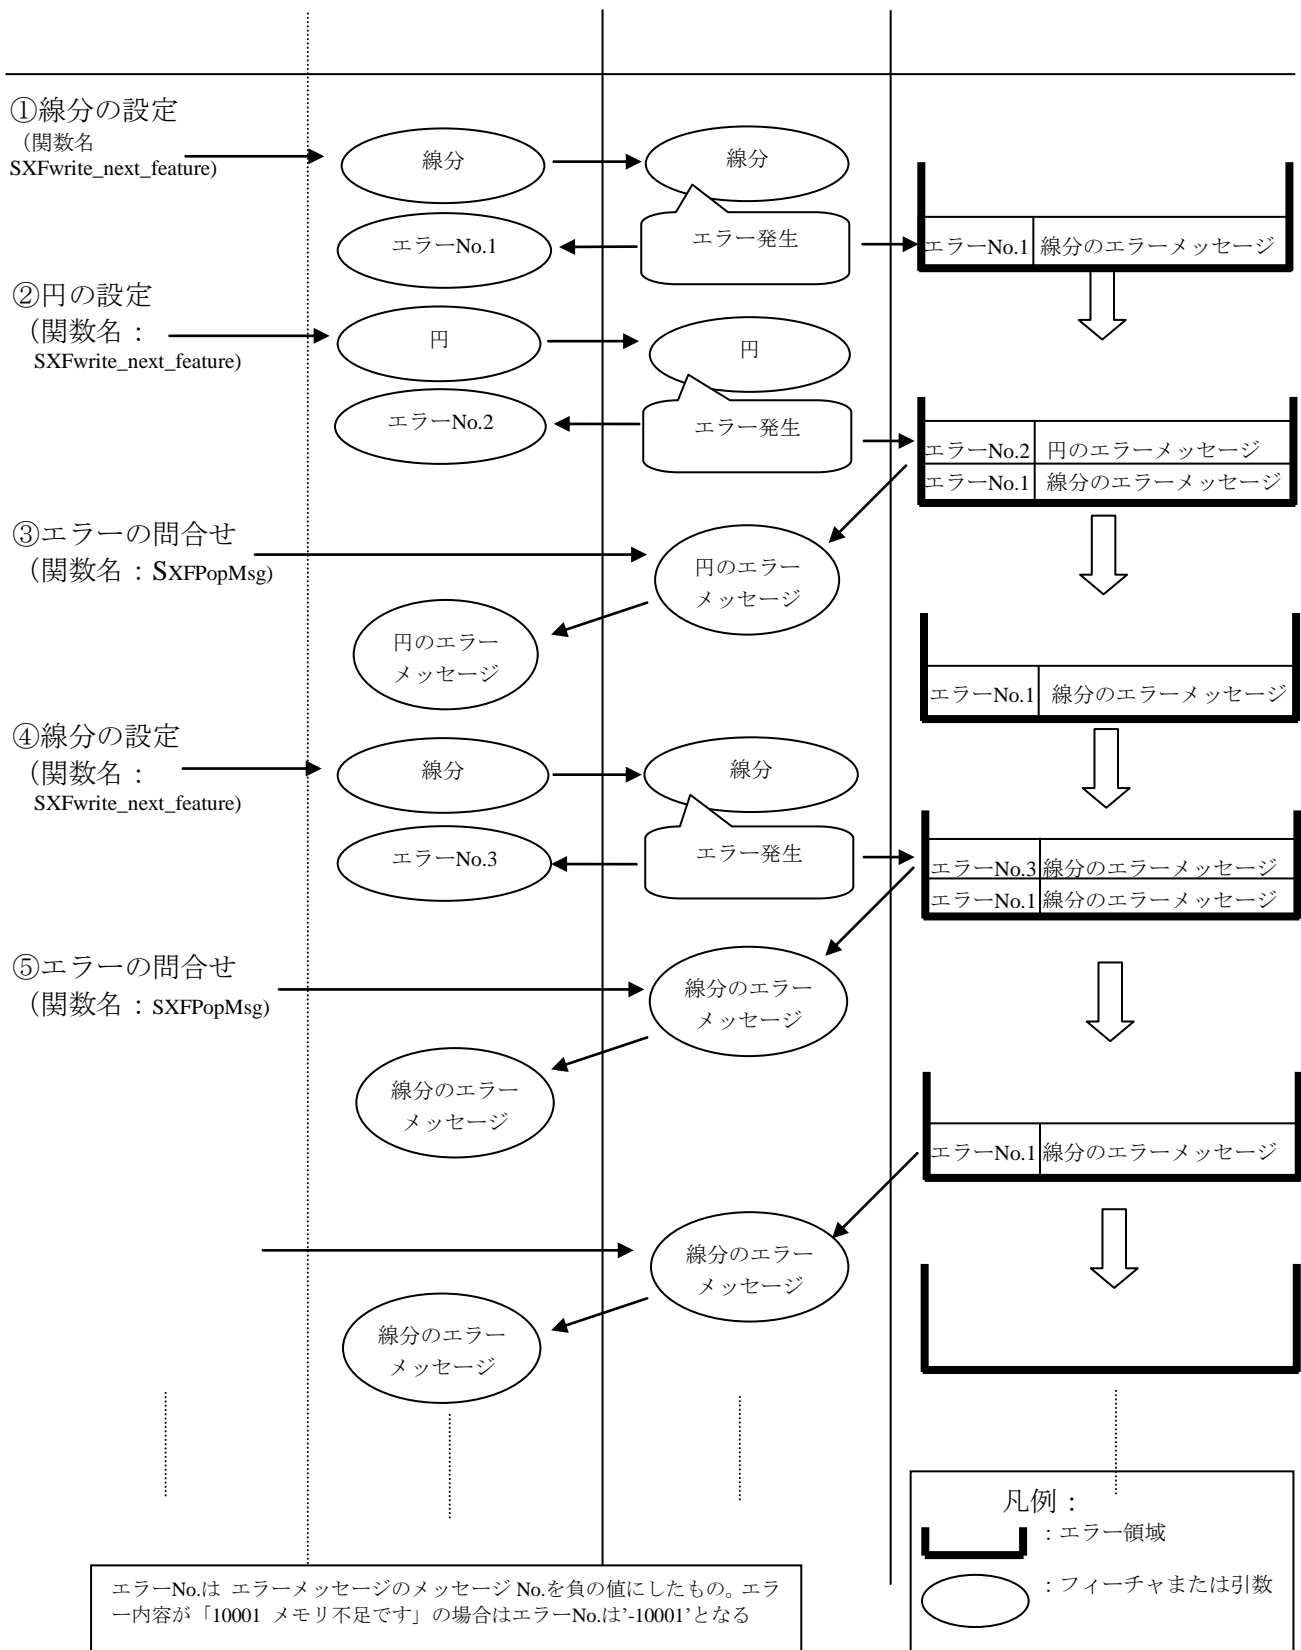 ①線分の設定
(関数名
SXFwrite_next_feature)
線分
線分
エラーNo.1
エラー発生
エラーNo.1
線分のエラーメッセージ
②円の設定
(関数名：
SXFwrite_next_feature)
円
円
エラーNo.2
エラー発生
エラーNo.2
円のエラーメッセージ
エラーNo.1
線分のエラーメッセージ
③エラーの問合せ
(関数名：SXFPopMsg)
円のエラー
メッセージ
円のエラー
メッセージ
エラーNo.1
線分のエラーメッセージ
④線分の設定
(関数名：
SXFwrite_next_feature)
線分
線分
エラーNo.3
エラー発生
エラーNo.3
線分のエラーメッセージ
エラーNo.1
線分のエラーメッセージ
⑤エラーの問合せ
(関数名：SXFPopMsg)
線分のエラー
メッセージ
線分のエラー
メッセージ
エラーNo.1
線分のエラーメッセージ
線分のエラー
メッセージ
線分のエラー
メッセージ
凡例：
：エラー領域
：フィーチャまたは引数
エラーNo.は エラーメッセージのメッセージ No.を負の値にしたもの。エラ
ー内容が「10001 メモリ不足です」の場合はエラーNo.は'-10001'となる